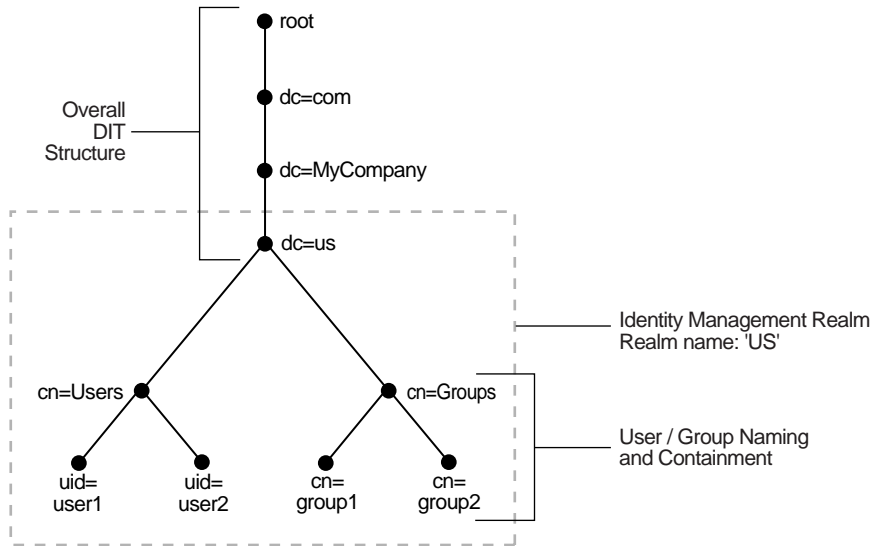 root
dc=com
Overall
DIT
Structure
dc=MyCompany
dc=us
Identity Management Realm
Realm name: 'US'
cn=Users
cn=Groups
User / Group Naming
and Containment
uid=
user1
uid=
user2
cn=
group1
cn=
group2